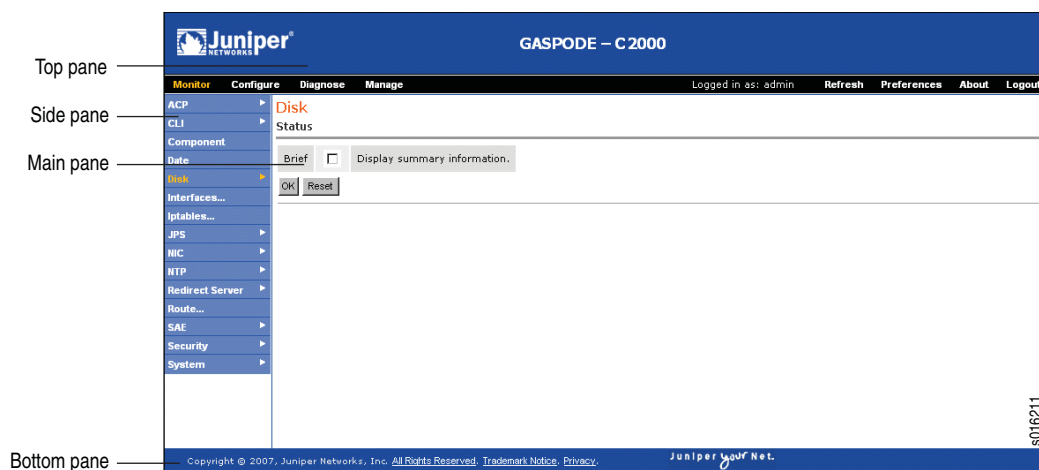 Juniper®
NETWORKS
GASPODE – C2000
Top pane
Monitor Configure Diagnose Manage Logged in as: admin Refresh Preferences About Logout
Side pane
ACP
CLI
Component
Date
Disk
Interfaces...
Iptables...
JPS
NIC
NTP
Redirect Server
Route...
SAE
Security
System
Disk
Status
Main pane
Brief Display summary information.
OK Reset
s016211
Bottom pane
Copyright © 2007, Juniper Networks, Inc. All Rights Reserved. Trademark Notice. Privacy.
Juniper your Net.